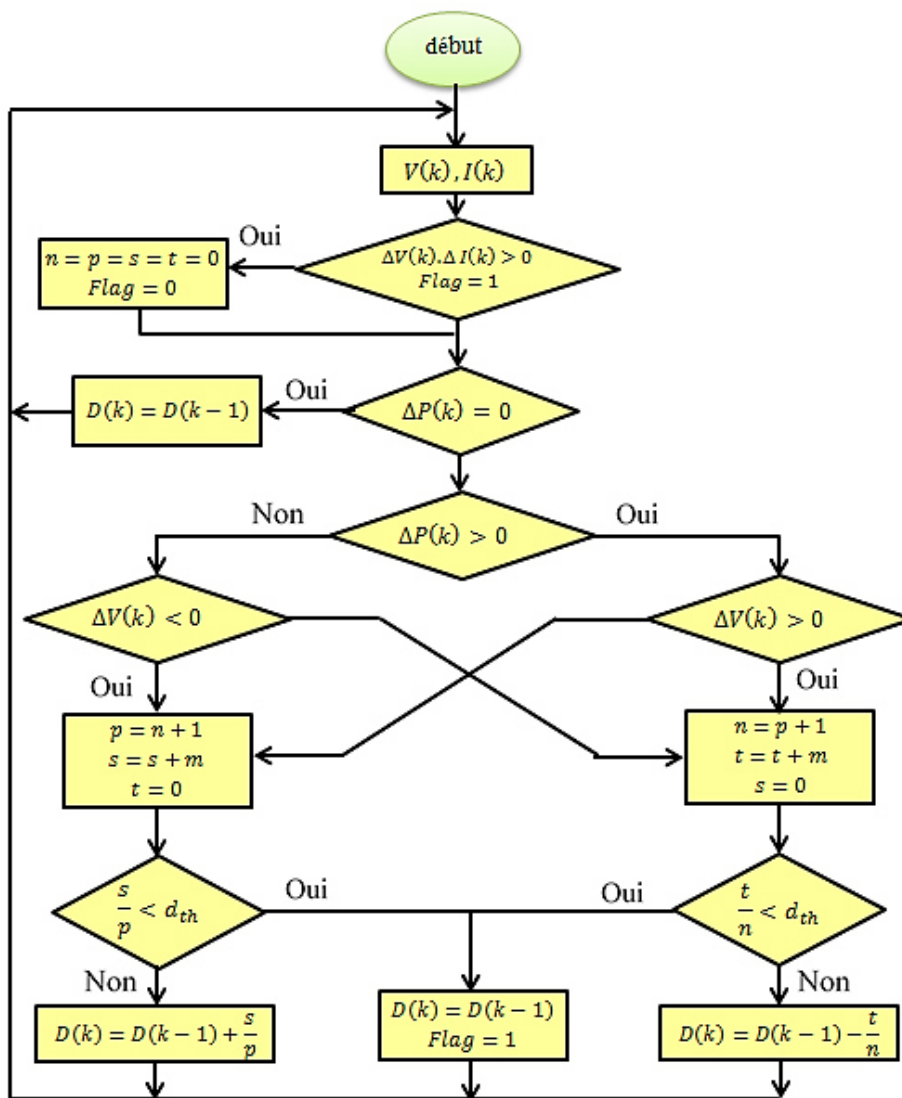 début
V(k), I(k)
Oui
ΔV(k).Δ I(k) > 0
Flag = 1
n = p = s = t = 0
Flag = 0
Oui
D(k) = D(k − 1)
ΔP(k) = 0
Non
ΔP(k) > 0
Oui
ΔV(k) < 0
ΔV(k) > 0
Oui
Oui
p = n + 1
s = s + m
t = 0
n = p + 1
t = t + m
s = 0
s/p < d_th
Oui
Oui
t/n < d_th
Non
Non
D(k) = D(k − 1) + s/p
D(k) = D(k − 1)
Flag = 1
D(k) = D(k − 1) − t/n